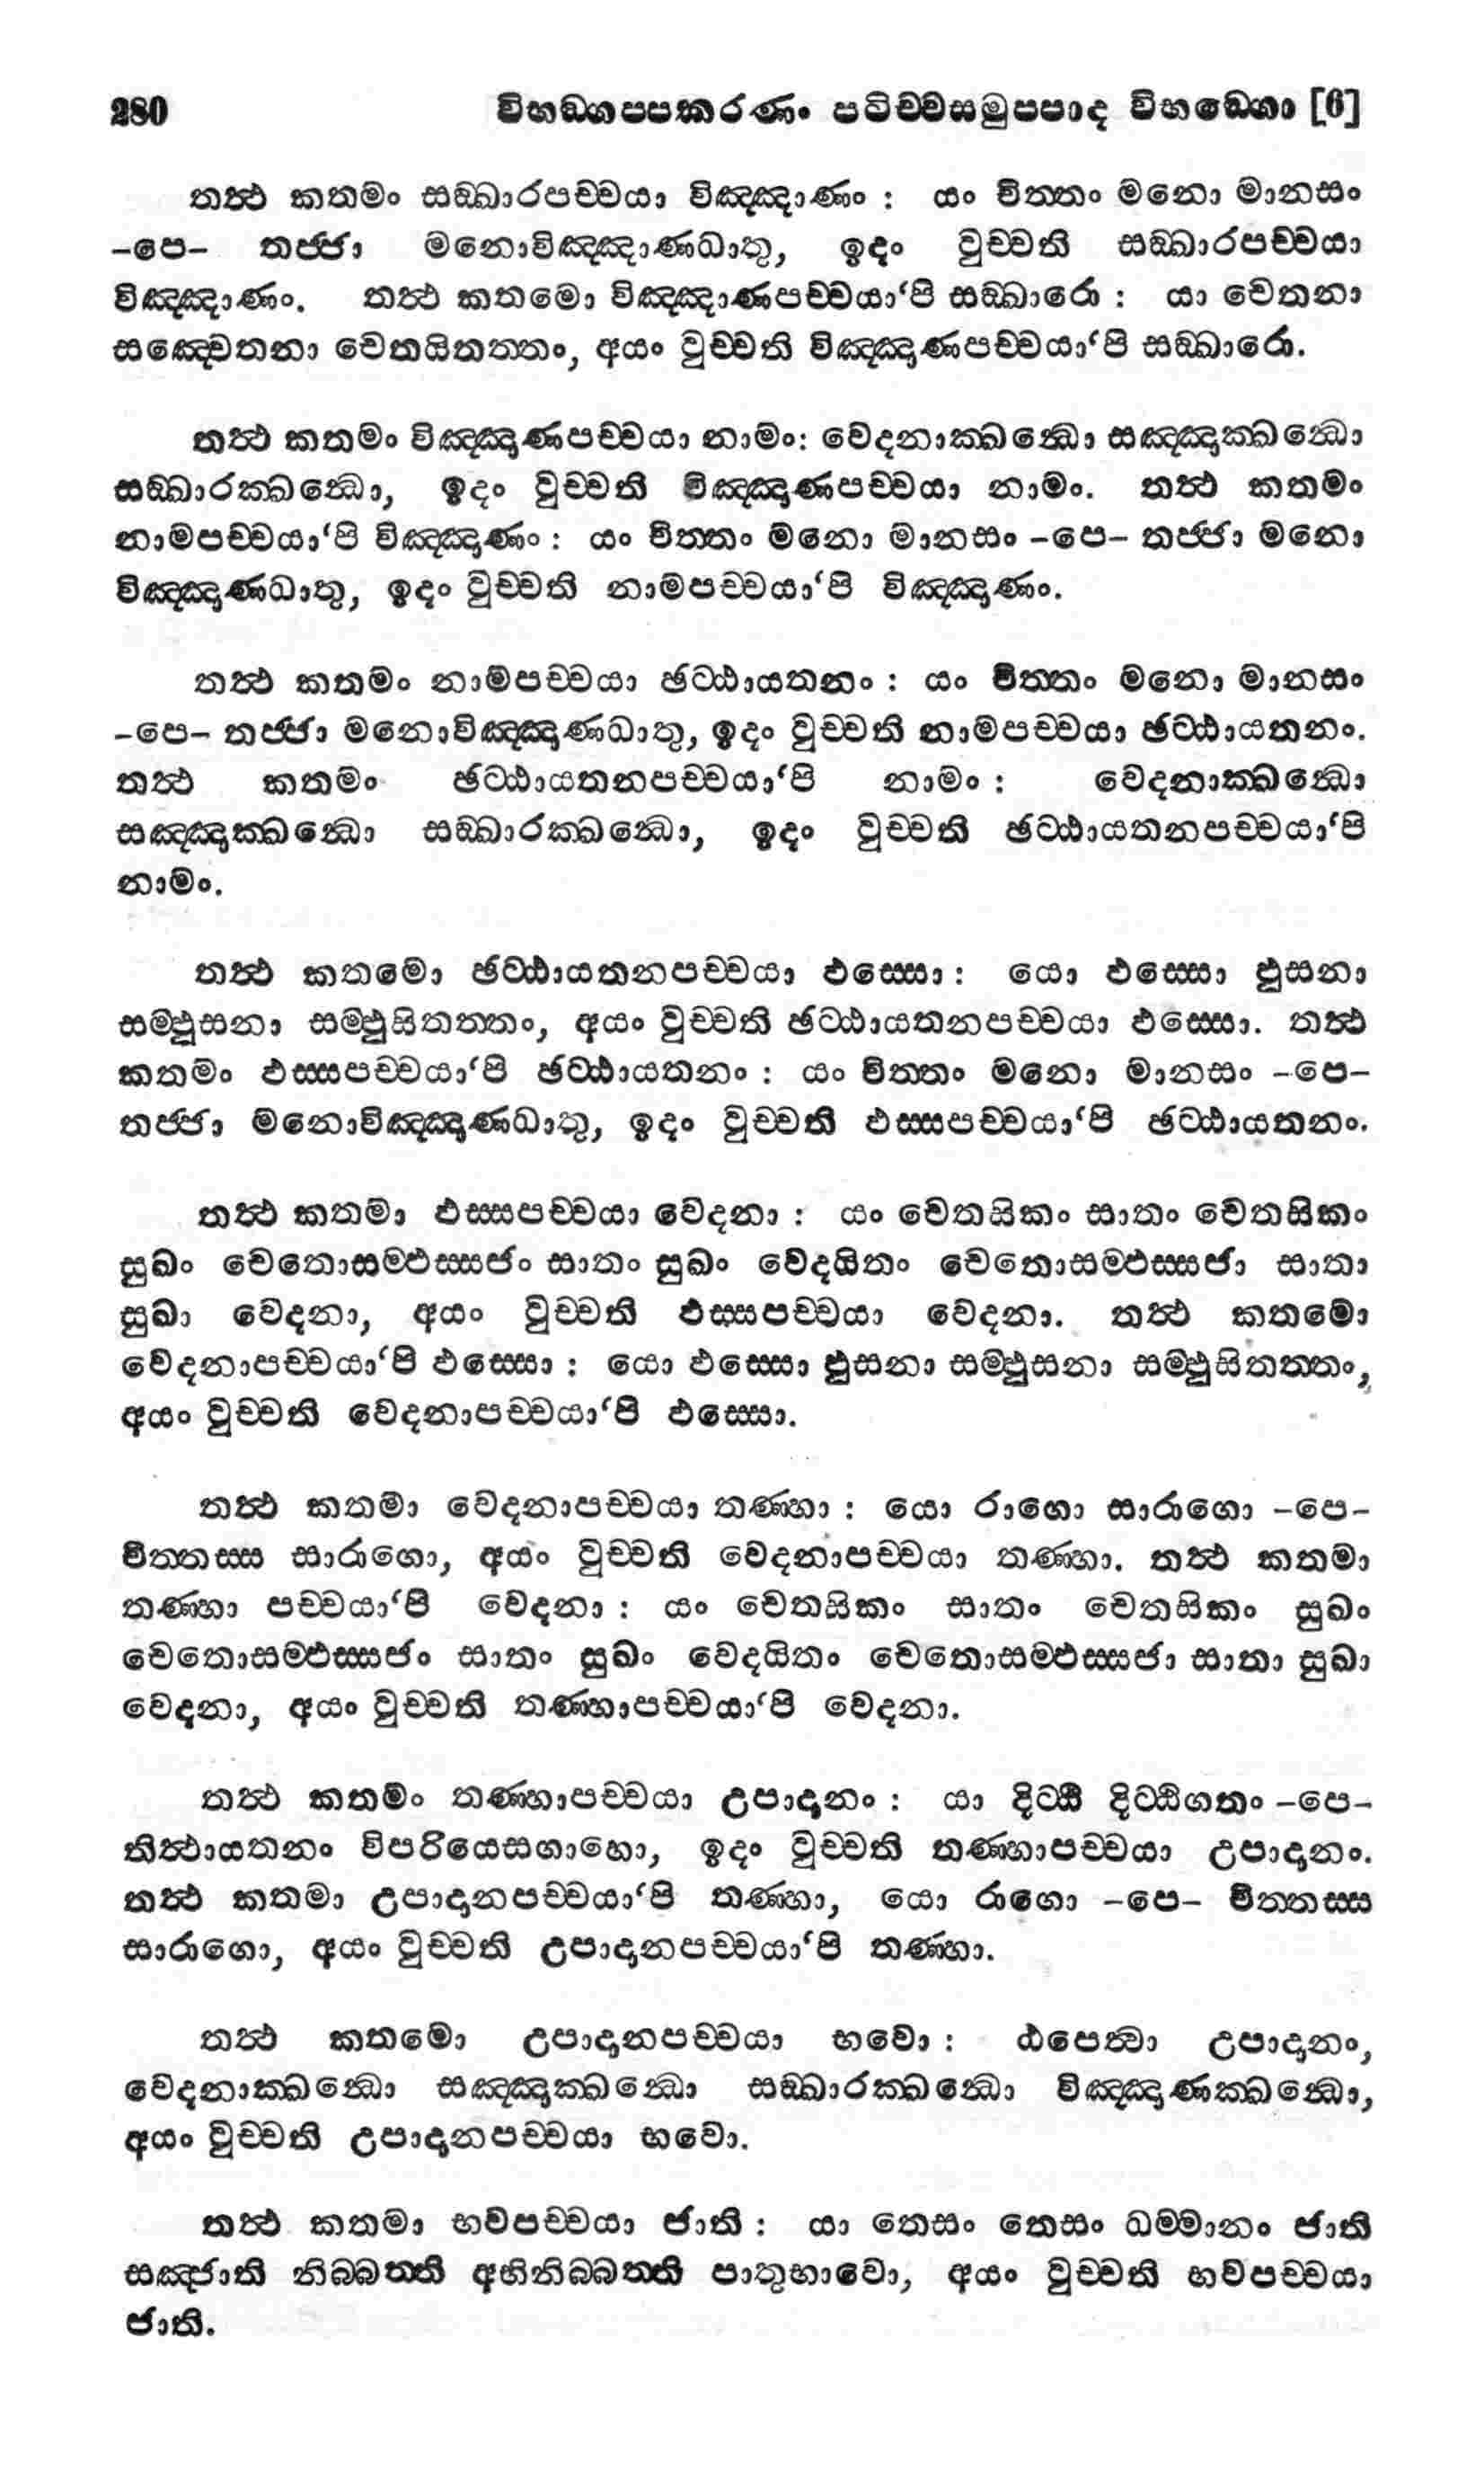 280 විභඞ්ගප්පකරණං පටිච්චසමුප්පාද විභඞ්ගො [6]
තත්ථ කතමං සඞ්ඛාරපච්චයා විඤ්ඤාණං : යං චිත්තං මනො මානසං
–පෙ– තජ්ජා මනොවිඤ්ඤාණධාතු, ඉදං වුච්චති සඞ්ඛාරපච්චයා
විඤ්ඤාණං. තත්ථ කතමො විඤ්ඤාණපච්චයා‘පි සඞ්ඛාරො : යා චෙතනා
සඤ්චෙතනා චෙතයිතත්තං, අයං වුච්චති විඤ්ඤාණපච්චයා‘පි සඞ්ඛාරො.
තත්ථ කතමං විඤ්ඤාණපච්චයා නාමං: වෙදනාක්ඛන්ධො සඤ්ඤාක්ඛන්ධො
සඞ්ඛාරක්ඛන්ධො, ඉදං වුච්චති විඤ්ඤාණපච්චයා නාමං. තත්ථ කතමං
නාමපච්චයා‘පි විඤ්ඤාණං : යං චිත්තං මනො මානසං –පෙ– තජ්ජා මනො
විඤ්ඤාණධාතු, ඉදං වුච්චති නාමපච්චයා‘පි විඤ්ඤාණං.
තත්ථ කතමං නාමපච්චයා ඡට්ඨායතනං : යං චිත්තං මනො මානසං
–පෙ– තජ්ජා මනොවිඤ්ඤාණධාතු, ඉදං වුච්චති නාමපච්චයා ඡට්ඨායතනං.
තත්ථ කතමං ඡට්ඨායතනපච්චයා‘පි නාමං : වෙදනාක්ඛන්ධො
සඤ්ඤාක්ඛන්ධො සඞ්ඛාරක්ඛන්ධො, ඉදං වුච්චති ඡට්ඨායතනපච්චයා‘පි
නාමං.
තත්ථ කතමො ඡට්ඨායතනපච්චයා ඵස්සො : යො ඵස්සො ඵුසනා
සම්ඵුසනා සම්ඵුසිතත්තං, අයං වුච්චති ඡට්ඨායතනපච්චයා ඵස්සො. තත්ථ
කතමං ඵස්සපච්චයා‘පි ඡට්ඨායතනං : යං චිත්තං මනො මානසං –පෙ–
තජ්ජා මනොවිඤ්ඤාණධාතු, ඉදං වුච්චති ඵස්සපච්චයා‘පි ඡට්ඨායතනං.
තත්ථ කතමා ඵස්සපච්චයා වෙදනා : යං චෙතසිකං සාතං චෙතසිකං
සුඛං චෙතොසම්ඵස්සජං සාතං සුඛං වෙදයිතං චෙතොසම්ඵස්සජා සාතා
සුඛා වෙදනා, අයං වුච්චති ඵස්සපච්චයා වෙදනා. තත්ථ කතමො
වෙදනාපච්චයා‘පි ඵස්සො : යො ඵස්සො ඵුසනා සම්ඵුසනා සම්ඵුසිතත්තං,
අයං වුච්චති වෙදනාපච්චයා‘පි ඵස්සො.
තත්ථ කතමා වෙදනාපච්චයා තණ්හා : යො රාගො සාරාගො –පෙ–
චිත්තස්ස සාරාගො, අයං වුච්චති වෙදනාපච්චයා තණ්හා. තත්ථ කතමා
තණ්හා පච්චයා‘පි වෙදනා : යං චෙතසිකං සාතං චෙතසිකං සුඛං
චෙතොසම්ඵස්සජං සාතං සුඛං වෙදයිතං චෙතොසම්ඵස්සජා සාතා සුඛා
වෙදනා, අයං වුච්චති තණ්හාපච්චයා‘පි වෙදනා.
තත්ථ කතමං තණ්හාපච්චයා උපාදානං : යා දිට්ඨි දිට්ඨිගතං –පෙ–
තිත්ථායතනං විපරියෙසගාහො, ඉදං වුච්චති තණ්හාපච්චයා උපාදානං.
තත්ථ කතමා උපාදානපච්චයා‘පි තණ්හා, යො රාගො –පෙ– චිත්තස්ස
සාරාගො, අයං වුච්චති උපාදානපච්චයා‘පි තණ්හා.
තත්ථ කතමො උපාදානපච්චයා භවො : ඨපෙත්වා උපාදානං,
වෙදනාක්ඛන්ධො සඤ්ඤාක්ඛන්ධො සඞ්ඛාරක්ඛන්ධො විඤ්ඤාණක්ඛන්ධො,
අයං වුච්චති උපාදානපච්චයා භවො.
තත්ථ කතමා භවපච්චයා ජාති : යා තෙසං තෙසං ධම්මානං ජාති
සඤ්ජාති නිබ්බත්ති අභිනිබ්බත්ති පාතුභාවො, අයං වුච්චති භවපච්චයා
ජාති.